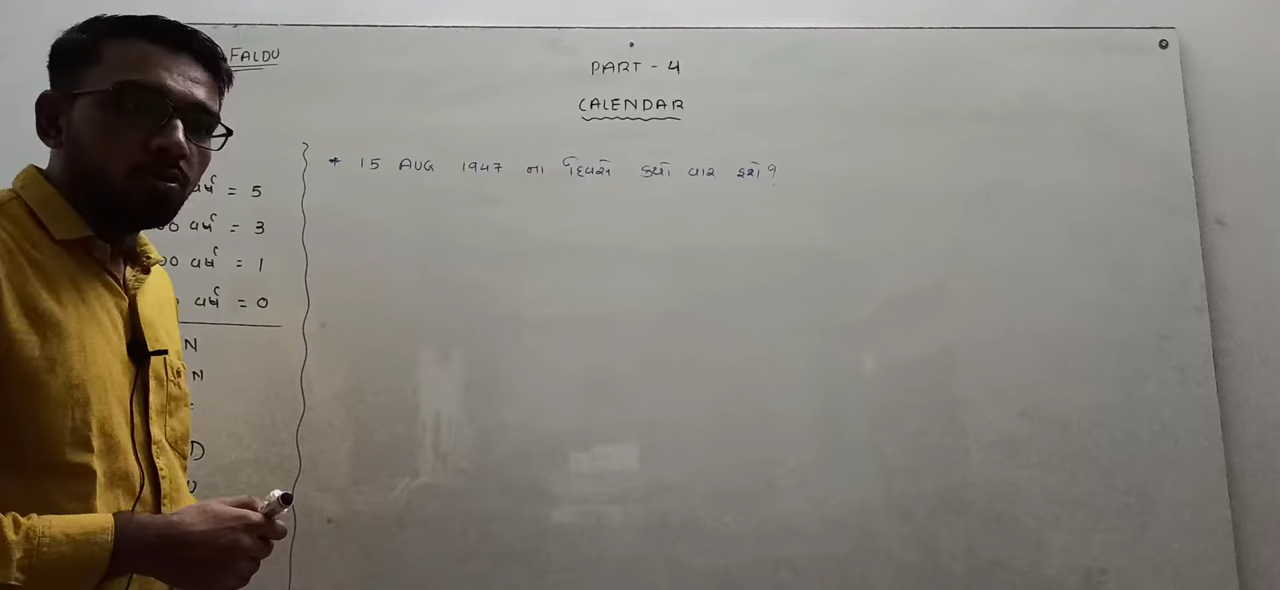 FALDU
PART - 4
CALENDAR
* 15 AUG 1947 ના દિવસે કયો વાર હશે?
વર્ષ = 5
વર્ષ = 3
વર્ષ = 1
વર્ષ = 0
N
N
D